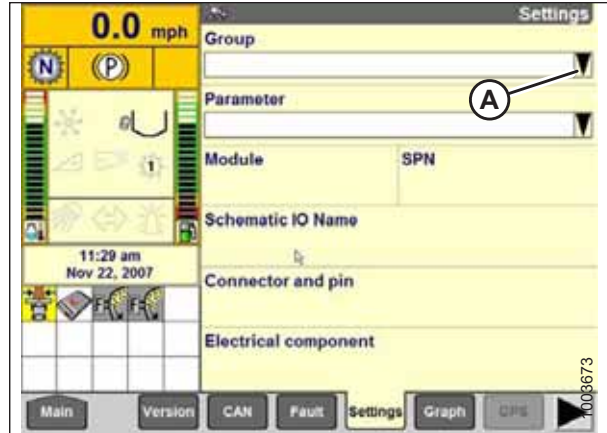 0.0 mph
Settings
Group
N
P
A
Parameter
1
Module SPN
Schematic IO Name
11:29 am
Nov 22, 2007
Connector and pin
Electrical component
1003673
Main Version CAN Fault Settings Graph GPS